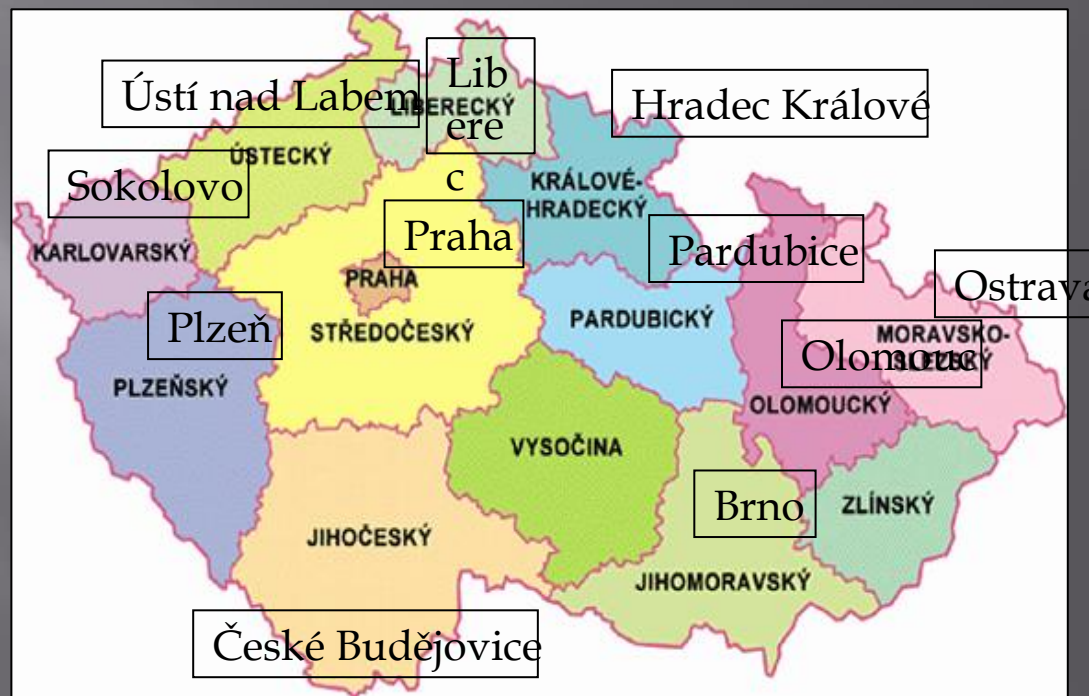 Ústí nad Labem
Lib
ere
c
Hradec Králové
LIBERECKÝ
ÚSTECKÝ
Sokolovo
KRÁLOVÉ-
HRADECKÝ
KARLOVARSKÝ
Praha
Pardubice
PRAHA
Ostrava
Plzeň
STŘEDOČESKÝ
PARDUBICKÝ
MORAVSKO-
SLEZSKÝ
Olomouc
PLZEŇSKÝ
OLOMOUCKÝ
VYSOČINA
Brno
ZLÍNSKÝ
JIHOČESKÝ
JIHOMORAVSKÝ
České Budějovice